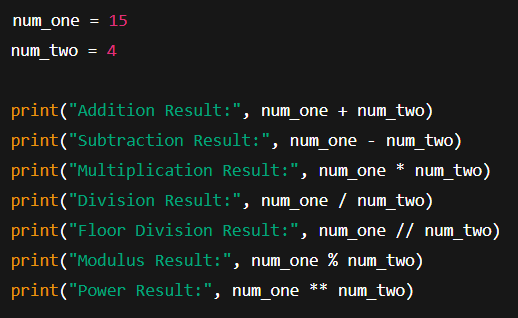 num_one = 15
num_two = 4
print("Addition Result:", num_one + num_two)
print("Subtraction Result:", num_one - num_two)
print("Multiplication Result:", num_one * num_two)
print("Division Result:", num_one / num_two)
print("Floor Division Result:", num_one // num_two)
print("Modulus Result:", num_one % num_two)
print("Power Result:", num_one ** num_two)